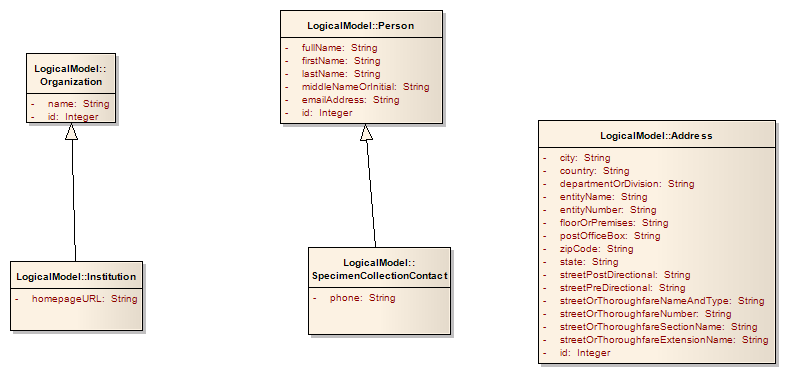 LogicalModel::
Organization
- name: String
- id: Integer
LogicalModel::Institution
- homepageURL: String
LogicalModel::Person
- fullName: String
- firstName: String
- lastName: String
- middleNameOrInitial: String
- emailAddress: String
- id: Integer
LogicalModel::
SpecimenCollectionContact
- phone: String
LogicalModel::Address
- city: String
- country: String
- departmentOrDivision: String
- entityName: String
- entityNumber: String
- floorOrPremises: String
- postOfficeBox: String
- zipCode: String
- state: String
- streetPostDirectional: String
- streetPreDirectional: String
- streetOrThoroughfareNameAndType: String
- streetOrThoroughfareNumber: String
- streetOrThoroughfareSectionName: String
- streetOrThoroughfareExtensionName: String
- id: Integer